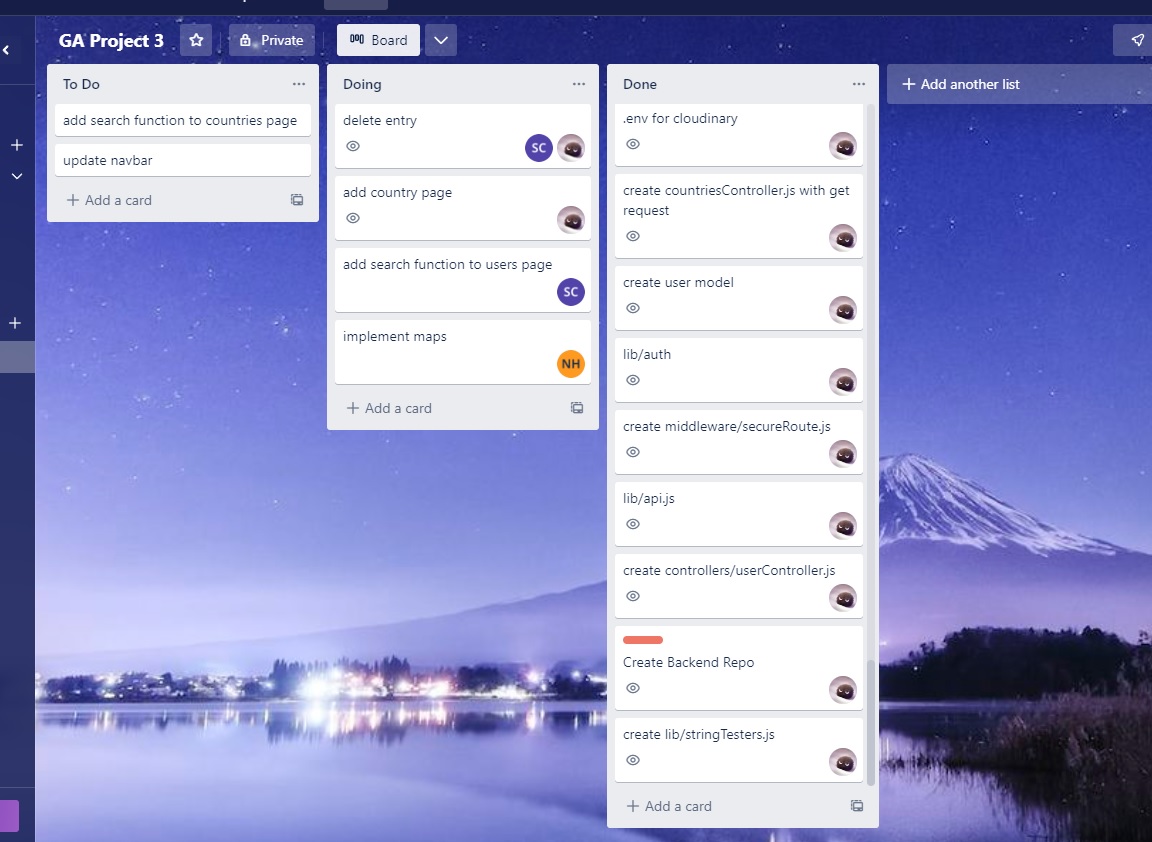 GA Project 3
Private
Board
To Do
add search function to countries page
update navbar
Add a card
Doing
delete entry
SC
add country page
add search function to users page
SC
implement maps
NH
Add a card
Done
.env for cloudinary
create countriesController.js with get
request
create user model
lib/auth
create middleware/secureRoute.js
lib/api.js
create controllers/userController.js
Create Backend Repo
create lib/stringTesters.js
Add a card
Add another list